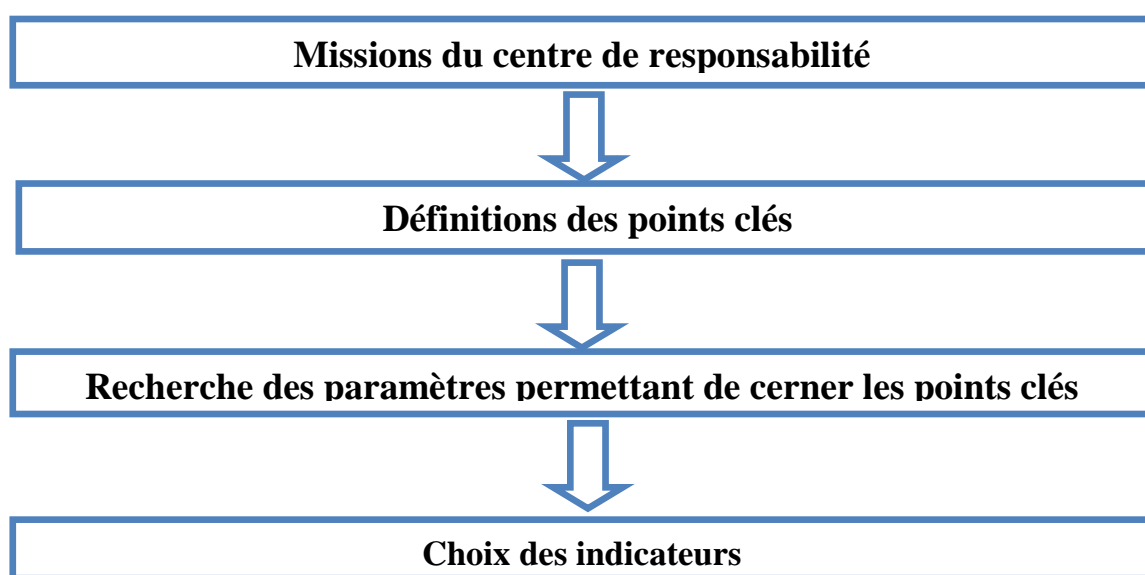 Missions du centre de responsabilité
Définitions des points clés
Recherche des paramètres permettant de cerner les points clés
Choix des indicateurs